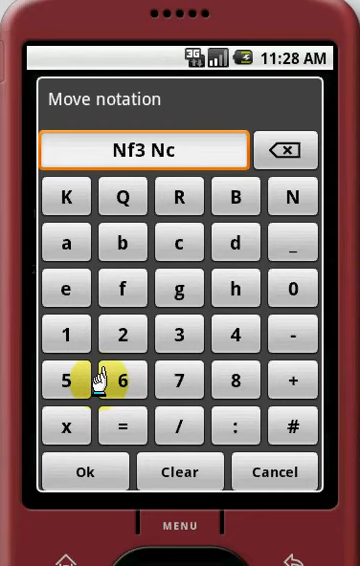 3G 11:28 AM
Move notation
Nf3 Nc
K Q R B N
a b c d _
e f g h 0
1 2 3 4 -
5 6 7 8 +
x = / : #
Ok Clear Cancel
MENU